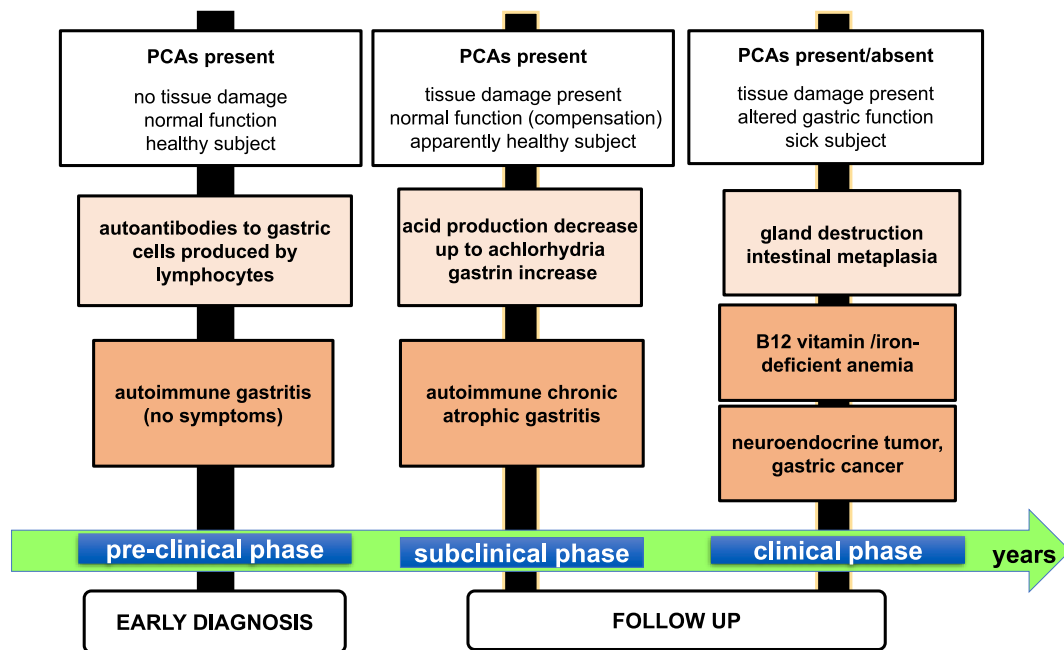 PCAs present
no tissue damage
normal function
healthy subject
autoantibodies to gastric
cells produced by
lymphocytes
autoimmune gastritis
(no symptoms)
PCAs present
tissue damage present
normal function (compensation)
apparently healthy subject
acid production decrease
up to achlorhydria
gastrin increase
autoimmune chronic
atrophic gastritis
PCAs present/absent
tissue damage present
altered gastric function
sick subject
gland destruction
intestinal metaplasia
B12 vitamin /iron-
deficient anemia
neuroendocrine tumor,
gastric cancer
pre-clinical phase
subclinical phase
clinical phase
years
EARLY DIAGNOSIS
FOLLOW UP